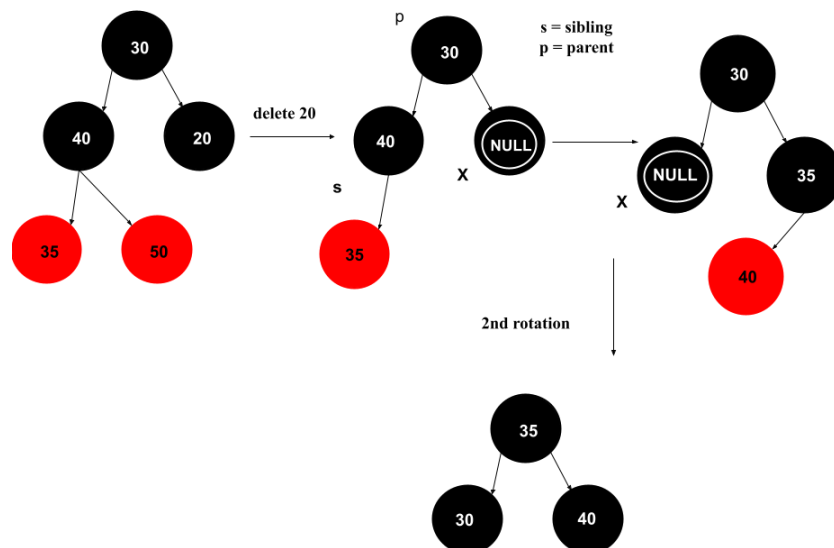 p
s = sibling
p = parent
30
30
30
delete 20
40
20
40
NULL
NULL
35
s
X
X
35
50
35
40
2nd rotation
35
30
40